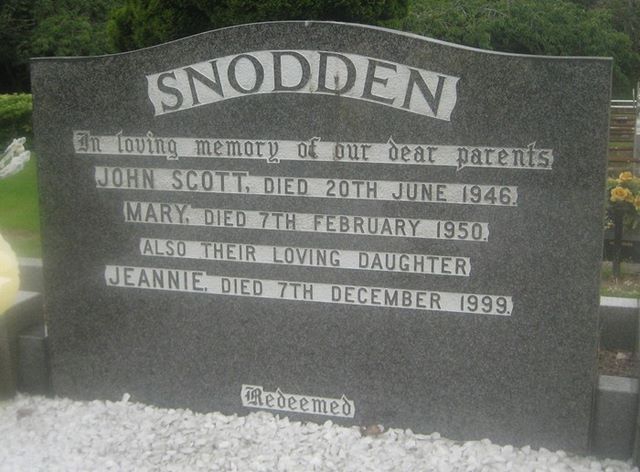 SNODDEN
In loving memory of our dear parents
JOHN SCOTT, DIED 20TH JUNE 1946.
MARY, DIED 7TH FEBRUARY 1950.
ALSO THEIR LOVING DAUGHTER
JEANNIE, DIED 7TH DECEMBER 1999.
Redeemed